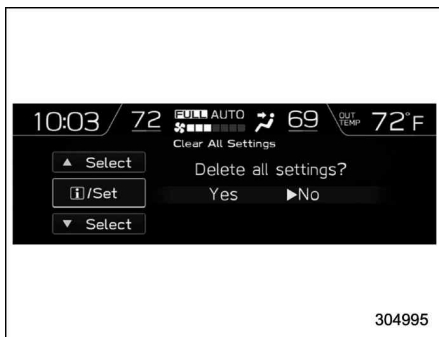 10:03 72 FULL AUTO 69 OUT TEMP 72°F
Clear All Settings
▲ Select
Delete all settings?
i/Set
Yes ▶No
▼ Select
304995